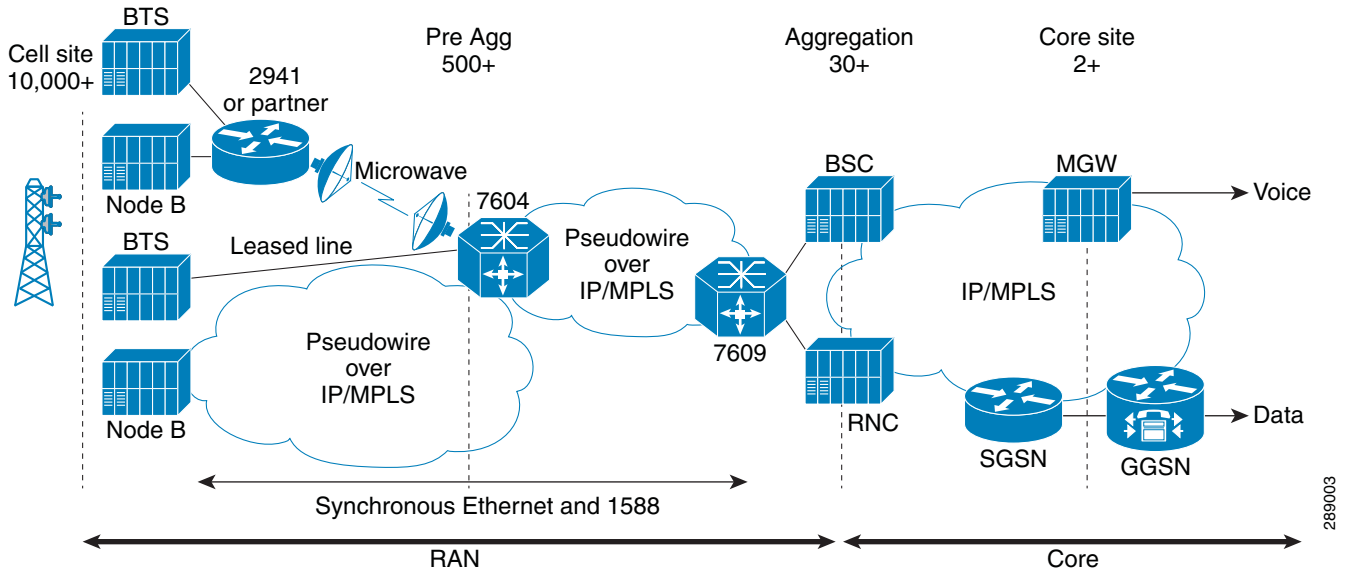 BTS
Cell site
10,000+
Pre Agg
500+
Aggregation
30+
Core site
2+
2941
or partner
Node B
Microwave
BSC
MGW
Voice
7604
BTS
Leased line
Pseudowire
over
IP/MPLS
IP/MPLS
7609
Pseudowire
over
IP/MPLS
Node B
RNC
SGSN
GGSN
Data
Synchronous Ethernet and 1588
289003
RAN
Core